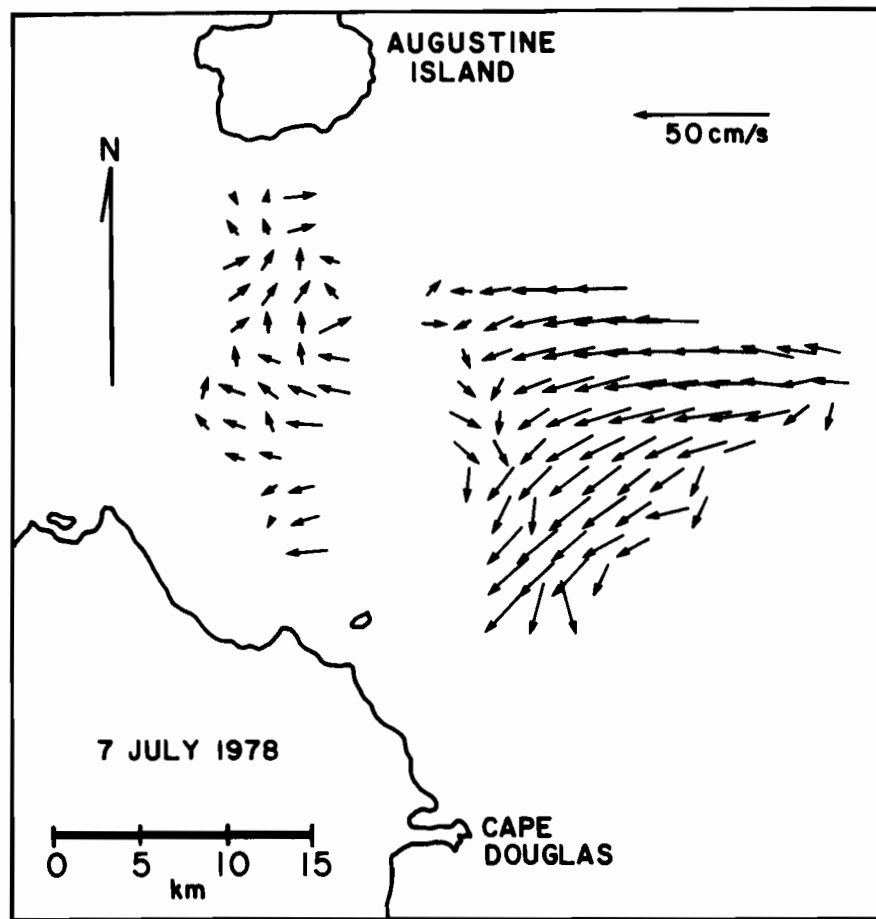 AUGUSTINE
ISLAND
50 cm/s
N
7 JULY 1978
0 5 10 15
km
CAPE
DOUGLAS